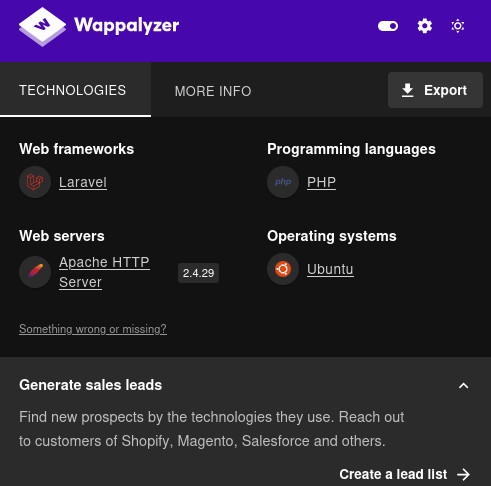 Wappalyzer
TECHNOLOGIES
MORE INFO
Export
Web frameworks
Laravel
Programming languages
php
PHP
Web servers
Apache HTTP
Server
2.4.29
Operating systems
Ubuntu
Something wrong or missing?
Generate sales leads
Find new prospects by the technologies they use. Reach out
to customers of Shopify, Magento, Salesforce and others.
Create a lead list